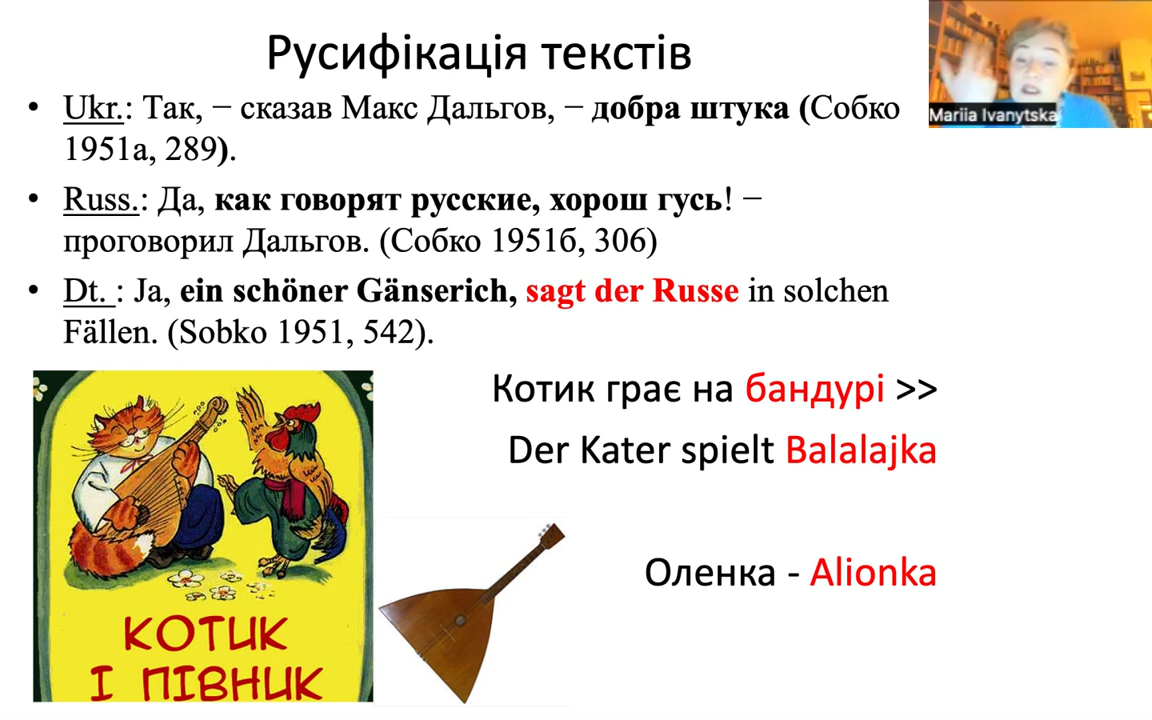 Русифікація текстів
• Ukr.: Так, − сказав Макс Дальгов, − добра штука (Собко
1951а, 289).
• Russ.: Да, как говорят русские, хорош гусь! −
проговорил Дальгов. (Собко 1951б, 306)
• Dt. : Ja, ein schöner Gänserich, sagt der Russe in solchen
Fällen. (Sobko 1951, 542).
Mariia Ivanytska
Котик грає на бандурі >>
Der Kater spielt Balalajka
Оленка - Alionka
КОТИК
І ПІВНИК